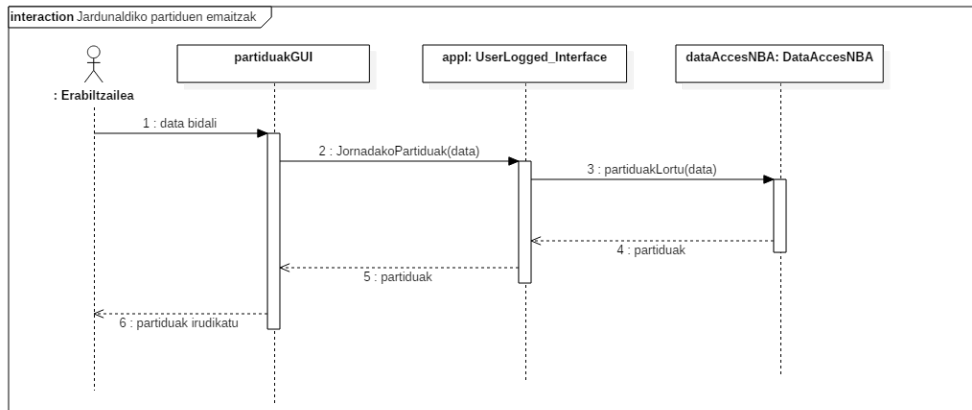 interaction Jardunaldiko partiduen emaitzak
: Erabiltzailea
partiduakGUI
appI: UserLogged_Interface
dataAccesNBA: DataAccesNBA
1 : data bidali
2 : JornadakoPartiduak(data)
3 : partiduakLortu(data)
4 : partiduak
5 : partiduak
6 : partiduak irudikatu